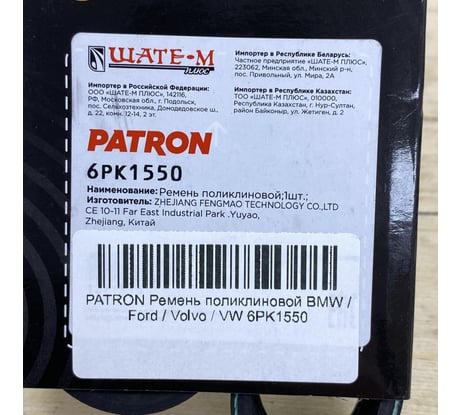 ШАТЕ-М
ПЛЮС
Импортер в Российской Федерации:
ООО «ШАТЕ-М ПЛЮС», 142116,
РФ, Московская обл., г. Подольск,
пос. Сельхозтехника, Домодедовское ш.,
д. 22, комн. 12-14, 2 эт.
Импортер в Республике Беларусь:
Частное предприятие «ШАТЕ-М ПЛЮС»,
223062, Минская обл., Минский р-н,
пос. Привольный, ул. Мира, 2А
Импортер в Республике Казахстан:
ТОО «ШАТЕ-М ПЛЮС», 010000,
Республика Казахстан, г. Нур-Султан,
район Байконыр, ул. Жетиген, д. 2
PATRON
6PK1550
Наименование: Ремень поликлиновой;1шт.;
Изготовитель: ZHEJIANG FENGMAO TECHNOLOGY CO.,LTD
CE 10-11 Far East Industrial Park .Yuyao,
Zhejiang, Китай
PATRON Ремень поликлиновой BMW /
Ford / Volvo / VW 6PK1550